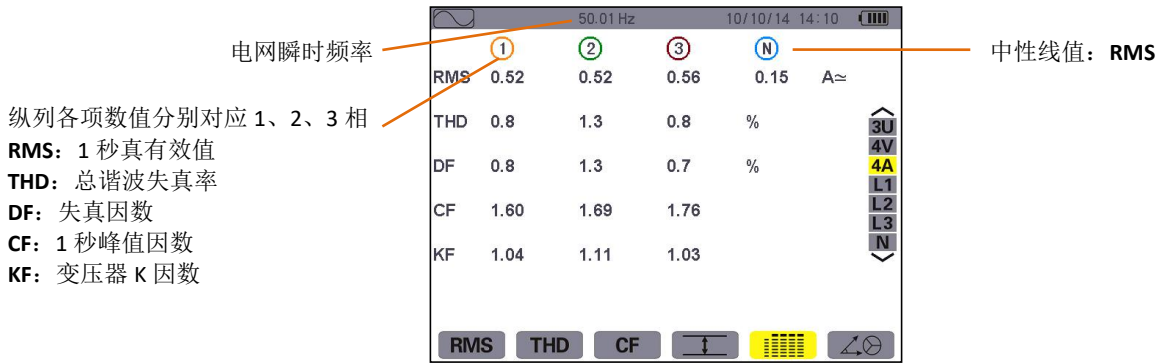 50.01 Hz 10/10/14 14:10
电网瞬时频率
1 2 3 N
中性线值：RMS
RMS 0.52 0.52 0.56 0.15 A≃
纵列各项数值分别对应 1、2、3 相
RMS：1 秒真有效值
THD：总谐波失真率
DF：失真因数
CF：1 秒峰值因数
KF：变压器 K 因数
THD 0.8 1.3 0.8 %
DF 0.8 1.3 0.7 %
CF 1.60 1.69 1.76
KF 1.04 1.11 1.03
3U
4V
4A
L1
L2
L3
N
RMS THD CF